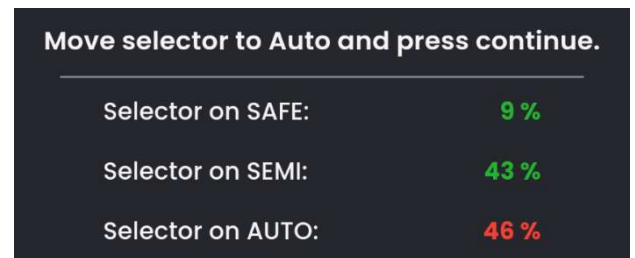 Move selector to Auto and press continue.
Selector on SAFE: 9 %
Selector on SEMI: 43 %
Selector on AUTO: 46 %